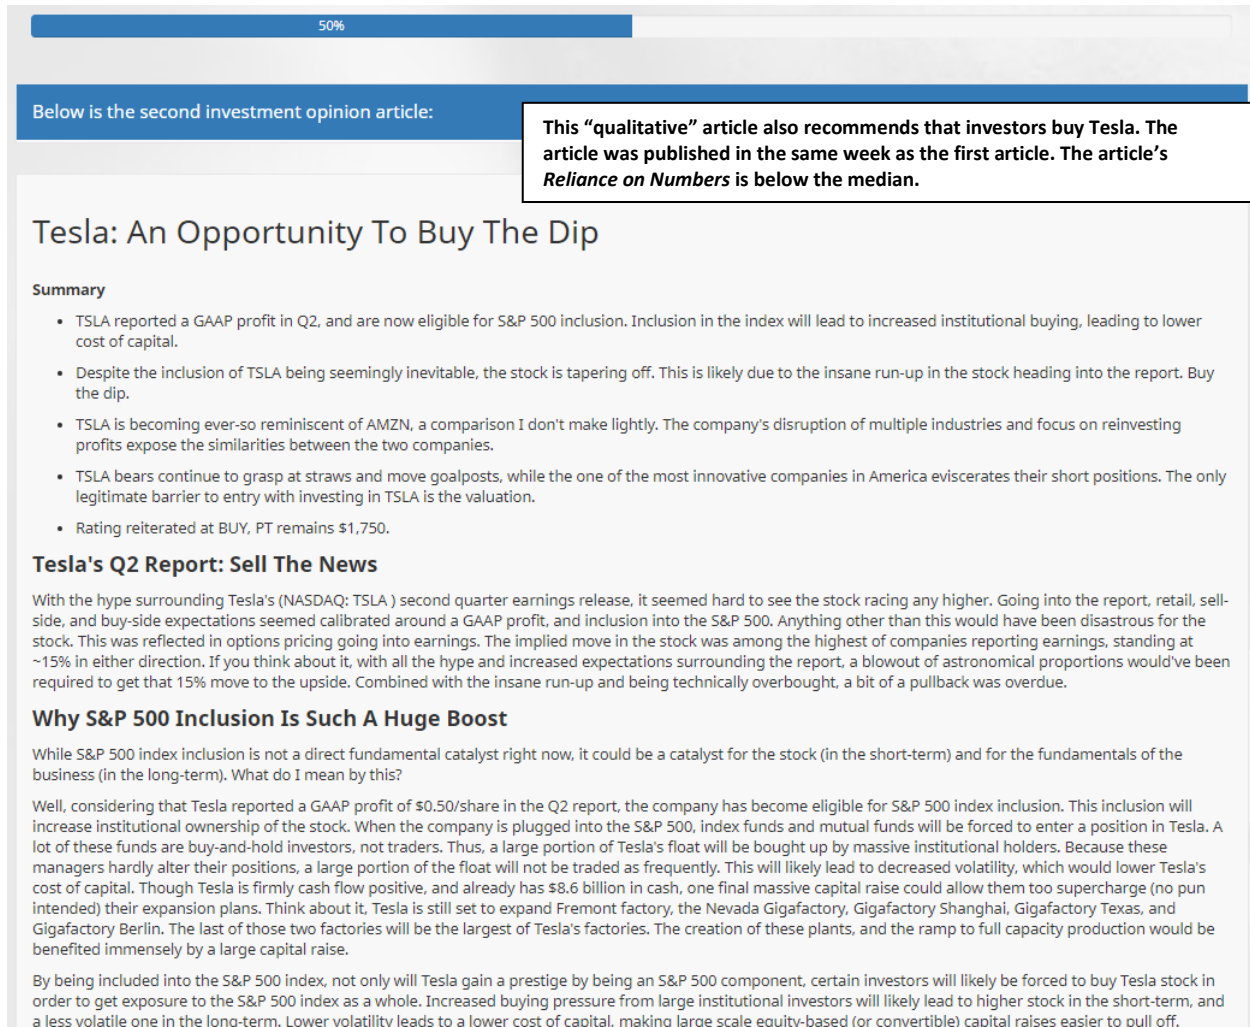 50%
Below is the second investment opinion article:
This “qualitative” article also recommends that investors buy Tesla. The
article was published in the same week as the first article. The article’s
Reliance on Numbers is below the median.
Tesla: An Opportunity To Buy The Dip
Summary
• TSLA reported a GAAP profit in Q2, and are now eligible for S&P 500 inclusion. Inclusion in the index will lead to increased institutional buying, leading to lower
cost of capital.
• Despite the inclusion of TSLA being seemingly inevitable, the stock is tapering off. This is likely due to the insane run-up in the stock heading into the report. Buy
the dip.
• TSLA is becoming ever-so reminiscent of AMZN, a comparison I don't make lightly. The company's disruption of multiple industries and focus on reinvesting
profits expose the similarities between the two companies.
• TSLA bears continue to grasp at straws and move goalposts, while the one of the most innovative companies in America eviscerates their short positions. The only
legitimate barrier to entry with investing in TSLA is the valuation.
• Rating reiterated at BUY, PT remains $1,750.
Tesla's Q2 Report: Sell The News
With the hype surrounding Tesla's (NASDAQ: TSLA ) second quarter earnings release, it seemed hard to see the stock racing any higher. Going into the report, retail, sell-
side, and buy-side expectations seemed calibrated around a GAAP profit, and inclusion into the S&P 500. Anything other than this would have been disastrous for the
stock. This was reflected in options pricing going into earnings. The implied move in the stock was among the highest of companies reporting earnings, standing at
~15% in either direction. If you think about it, with all the hype and increased expectations surrounding the report, a blowout of astronomical proportions would've been
required to get that 15% move to the upside. Combined with the insane run-up and being technically overbought, a bit of a pullback was overdue.
Why S&P 500 Inclusion Is Such A Huge Boost
While S&P 500 index inclusion is not a direct fundamental catalyst right now, it could be a catalyst for the stock (in the short-term) and for the fundamentals of the
business (in the long-term). What do I mean by this?
Well, considering that Tesla reported a GAAP profit of $0.50/share in the Q2 report, the company has become eligible for S&P 500 index inclusion. This inclusion will
increase institutional ownership of the stock. When the company is plugged into the S&P 500, index funds and mutual funds will be forced to enter a position in Tesla. A
lot of these funds are buy-and-hold investors, not traders. Thus, a large portion of Tesla's float will be bought up by massive institutional holders. Because these
managers hardly alter their positions, a large portion of the float will not be traded as frequently. This will likely lead to decreased volatility, which would lower Tesla's
cost of capital. Though Tesla is firmly cash flow positive, and already has $8.6 billion in cash, one final massive capital raise could allow them too supercharge (no pun
intended) their expansion plans. Think about it, Tesla is still set to expand Fremont factory, the Nevada Gigafactory, Gigafactory Shanghai, Gigafactory Texas, and
Gigafactory Berlin. The last of those two factories will be the largest of Tesla's factories. The creation of these plants, and the ramp to full capacity production would be
benefited immensely by a large capital raise.
By being included into the S&P 500 index, not only will Tesla gain a prestige by being an S&P 500 component, certain investors will likely be forced to buy Tesla stock in
order to get exposure to the S&P 500 index as a whole. Increased buying pressure from large institutional investors will likely lead to higher stock in the short-term, and
a less volatile one in the long-term. Lower volatility leads to a lower cost of capital, making large scale equity-based (or convertible) capital raises easier to pull off.